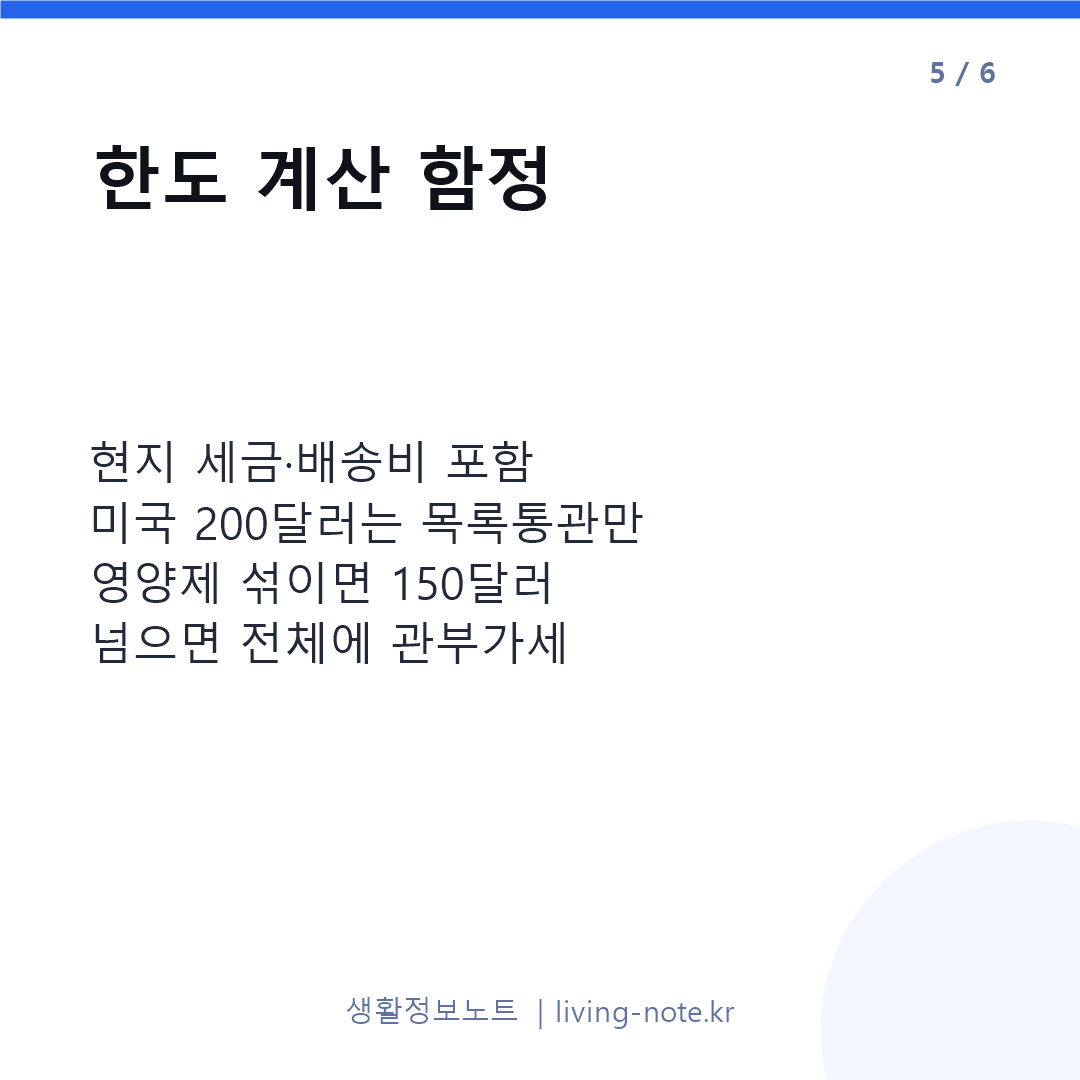 5 / 6
한도 계산 함정
현지 세금·배송비 포함
미국 200달러는 목록통관만
영양제 섞이면 150달러
넘으면 전체에 관부가세
생활정보노트 | living-note.kr